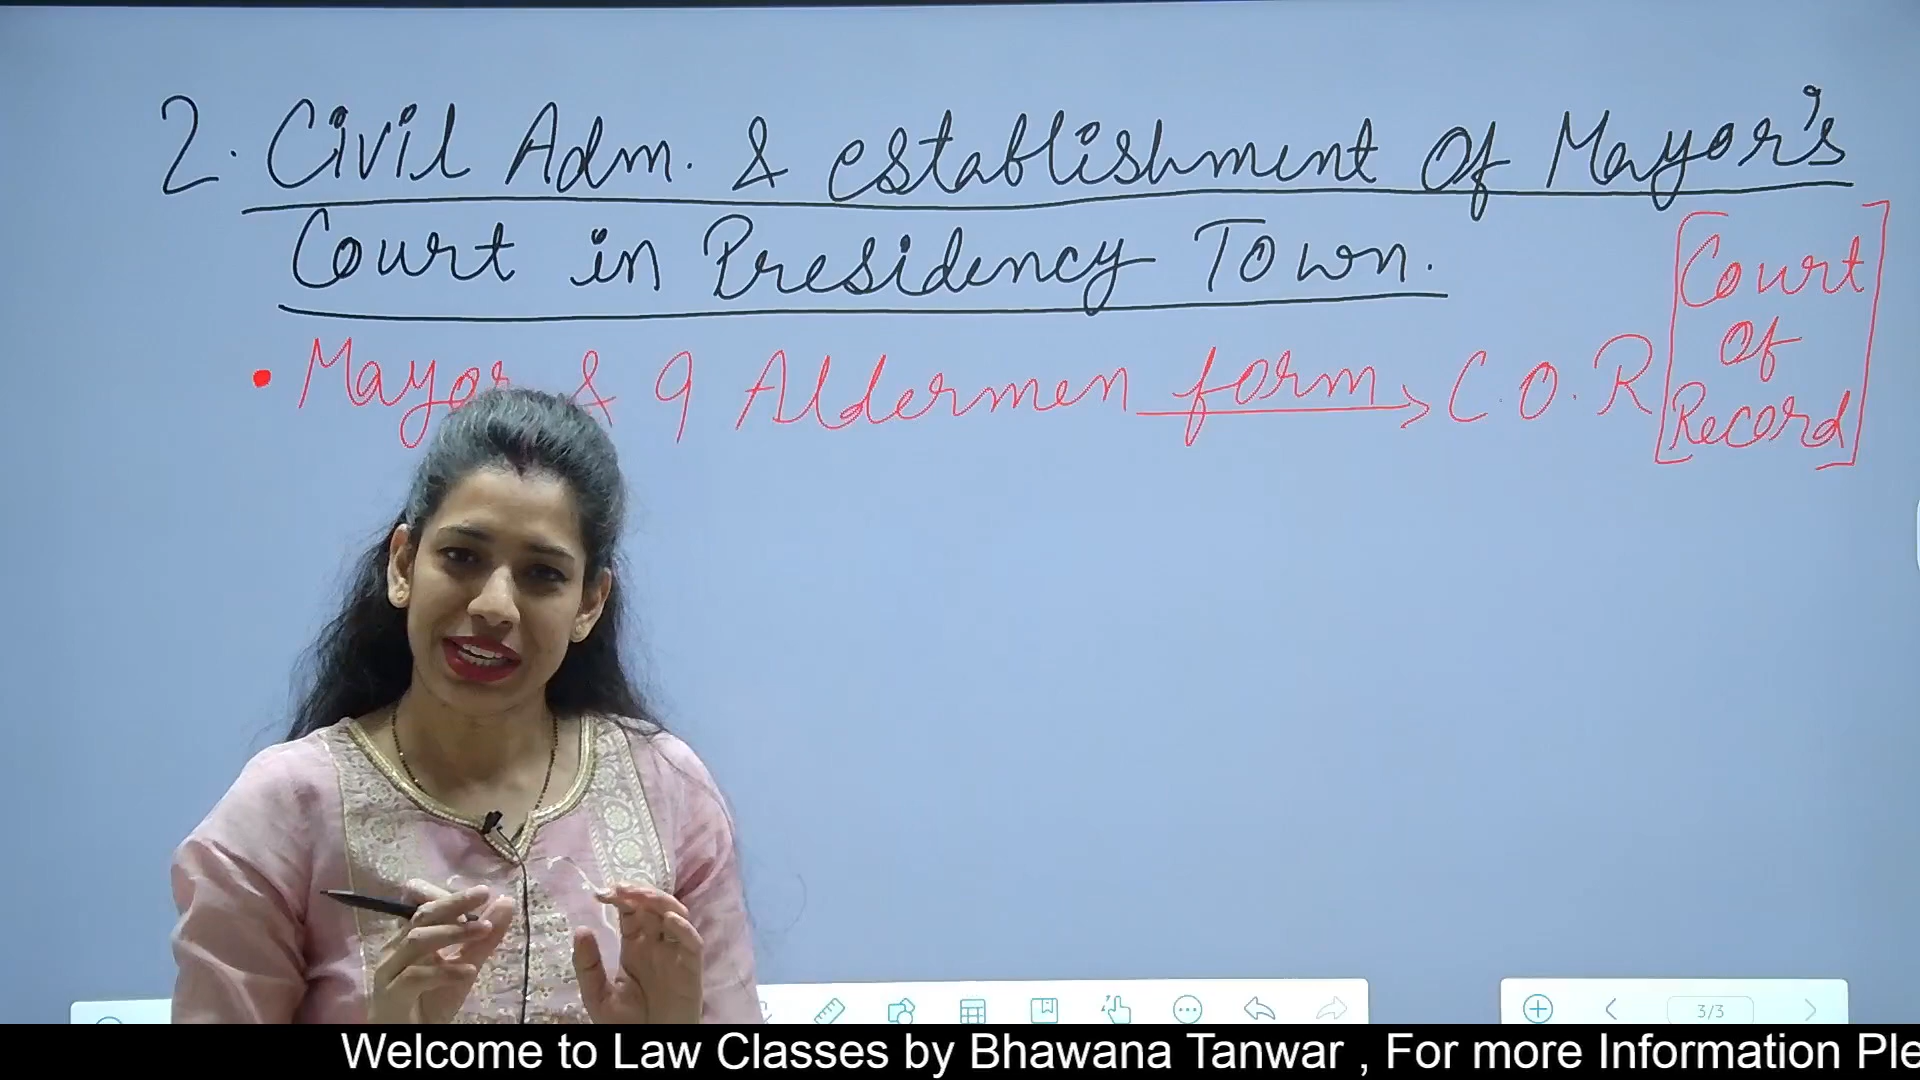 2. Civil Adm. & establishment of Mayor's
Court in Presidency Town.
• Mayor & 9 Aldermen form → C.O.R [Court of Record]
3/3
Welcome to Law Classes by Bhawana Tanwar , For more Information Ple